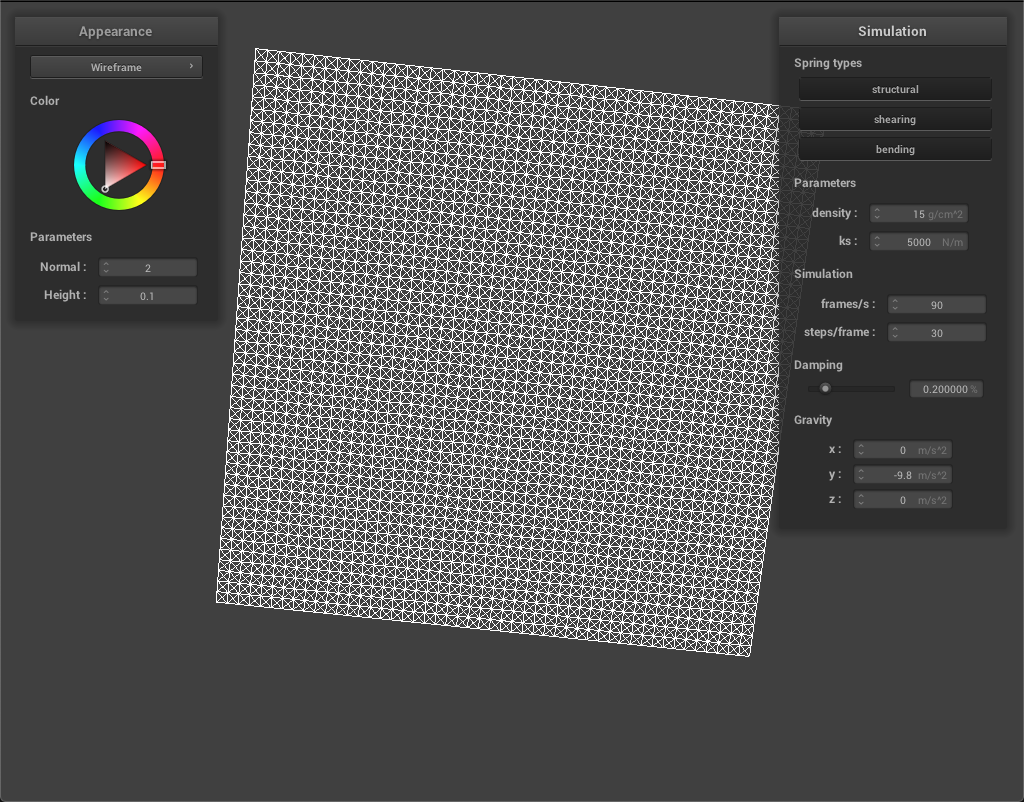 Appearance
Wireframe
Color
Parameters
Normal : 2
Height : 0.1
Simulation
Spring types
structural
shearing
bending
Parameters
density : 15 g/cm^2
ks : 5000 N/m
Simulation
frames/s : 90
steps/frame : 30
Damping
0.200000 %
Gravity
x : 0 m/s^2
y : -9.8 m/s^2
z : 0 m/s^2